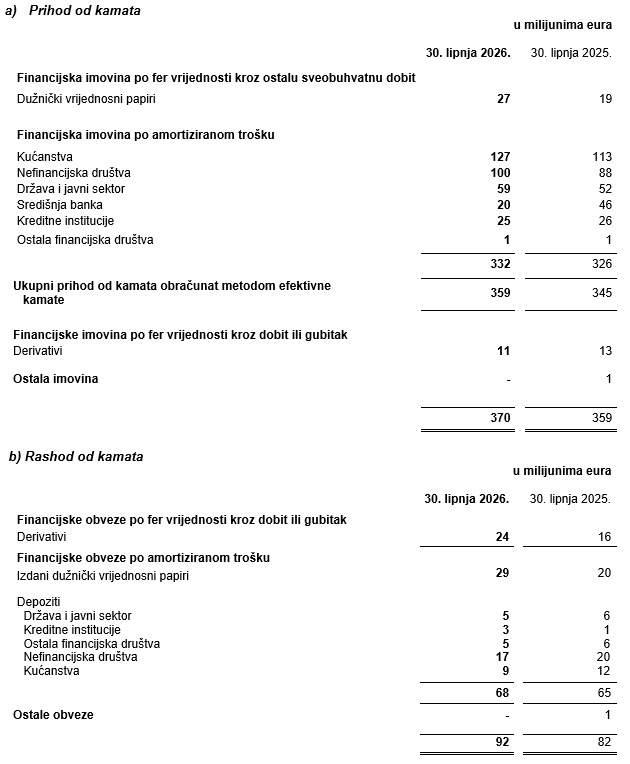 a) Prihod od kamata
u milijunima eura
30. lipnja 2026. 30. lipnja 2025.
Financijska imovina po fer vrijednosti kroz ostalu sveobuhvatnu dobit
Dužnički vrijednosni papiri 27 19
Financijska imovina po amortiziranom trošku
Kućanstva 127 113
Nefinancijska društva 100 88
Država i javni sektor 59 52
Središnja banka 20 46
Kreditne institucije 25 26
Ostala financijska društva 1 1
332 326
Ukupni prihod od kamata obračunat metodom efektivne
kamate 359 345
Financijske imovina po fer vrijednosti kroz dobit ili gubitak
Derivativi 11 13
Ostala imovina - 1
370 359
b) Rashod od kamata
u milijunima eura
30. lipnja 2026. 30. lipnja 2025.
Financijske obveze po fer vrijednosti kroz dobit ili gubitak
Derivativi 24 16
Financijske obveze po amortiziranom trošku
Izdani dužnički vrijednosni papiri 29 20
Depoziti
Država i javni sektor 5 6
Kreditne institucije 3 1
Ostala financijska društva 5 6
Nefinancijska društva 17 20
Kućanstva 9 12
68 65
Ostale obveze - 1
92 82